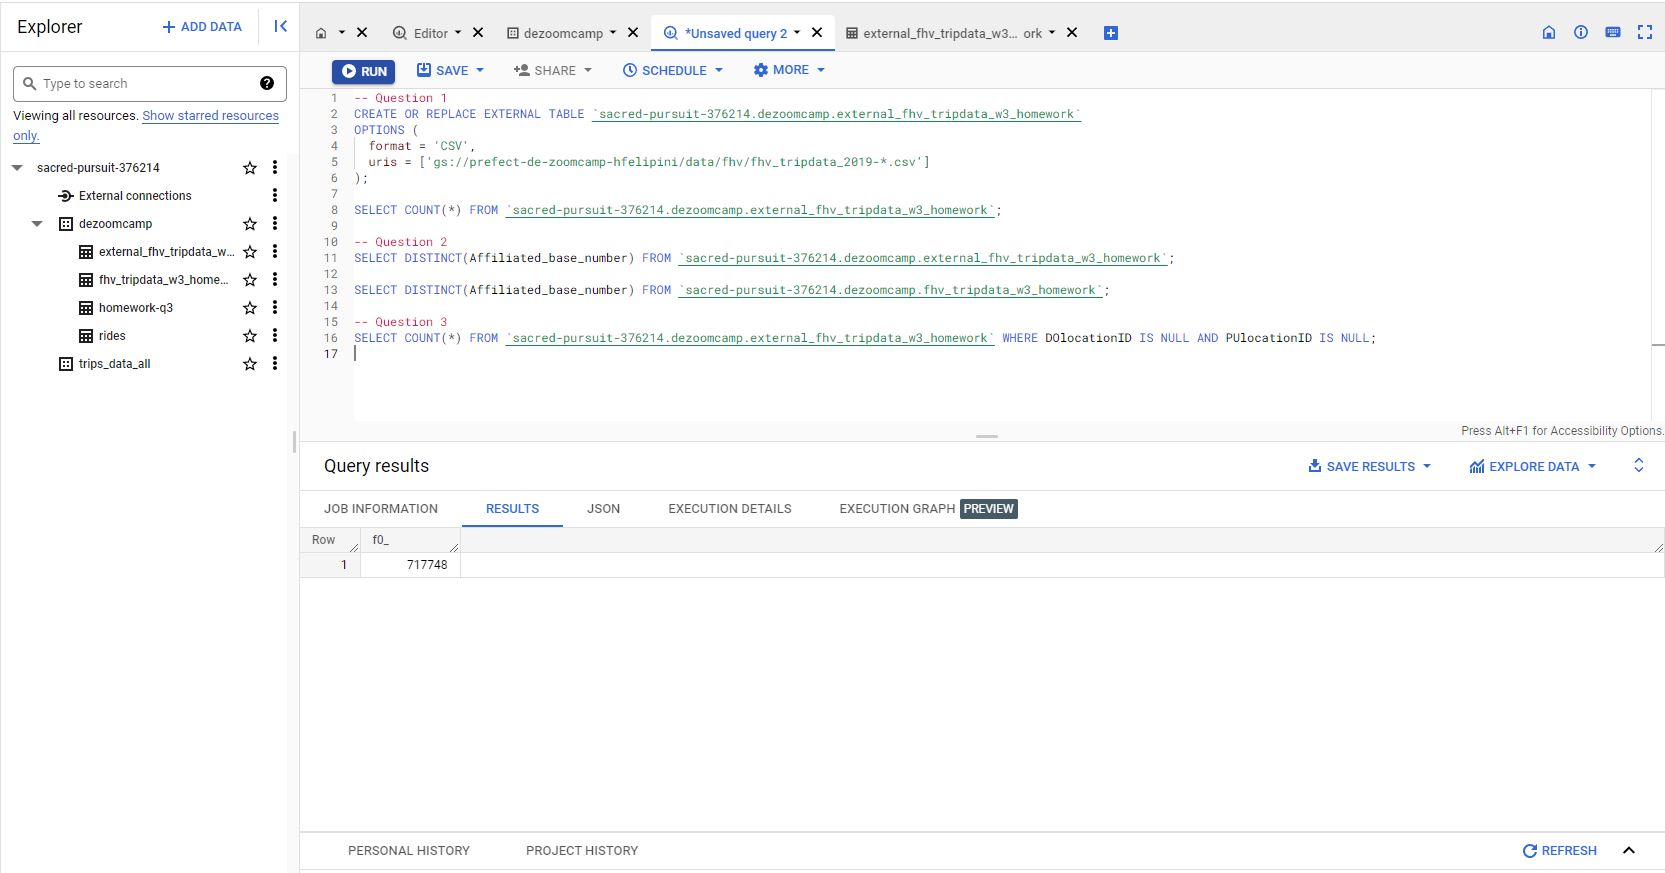 Explorer
ADD DATA
Type to search
Viewing all resources. Show starred resources
only.
sacred-pursuit-376214
External connections
dezoomcamp
external_fhv_tripdata_w...
fhv_tripdata_w3_home...
homework-q3
rides
trips_data_all
Editor
dezoomcamp
*Unsaved query 2
external_fhv_tripdata_w3... ork
RUN
SAVE
SHARE
SCHEDULE
MORE
1 -- Question 1
2 CREATE OR REPLACE EXTERNAL TABLE `sacred-pursuit-376214.dezoomcamp.external_fhv_tripdata_w3_homework`
3 OPTIONS (
4 format = 'CSV',
5 uris = ['gs://prefect-de-zoomcamp-hfelipini/data/fhv/fhv_tripdata_2019-*.csv']
6 );
7
8 SELECT COUNT(*) FROM `sacred-pursuit-376214.dezoomcamp.external_fhv_tripdata_w3_homework`;
9
10 -- Question 2
11 SELECT DISTINCT(Affiliated_base_number) FROM `sacred-pursuit-376214.dezoomcamp.external_fhv_tripdata_w3_homework`;
12
13 SELECT DISTINCT(Affiliated_base_number) FROM `sacred-pursuit-376214.dezoomcamp.fhv_tripdata_w3_homework`;
14
15 -- Question 3
16 SELECT COUNT(*) FROM `sacred-pursuit-376214.dezoomcamp.external_fhv_tripdata_w3_homework` WHERE DOlocationID IS NULL AND PUlocationID IS NULL;
17
Press Alt+F1 for Accessibility Options.
Query results
SAVE RESULTS
EXPLORE DATA
JOB INFORMATION
RESULTS
JSON
EXECUTION DETAILS
EXECUTION GRAPH PREVIEW
Row f0_
1 717748
PERSONAL HISTORY
PROJECT HISTORY
REFRESH